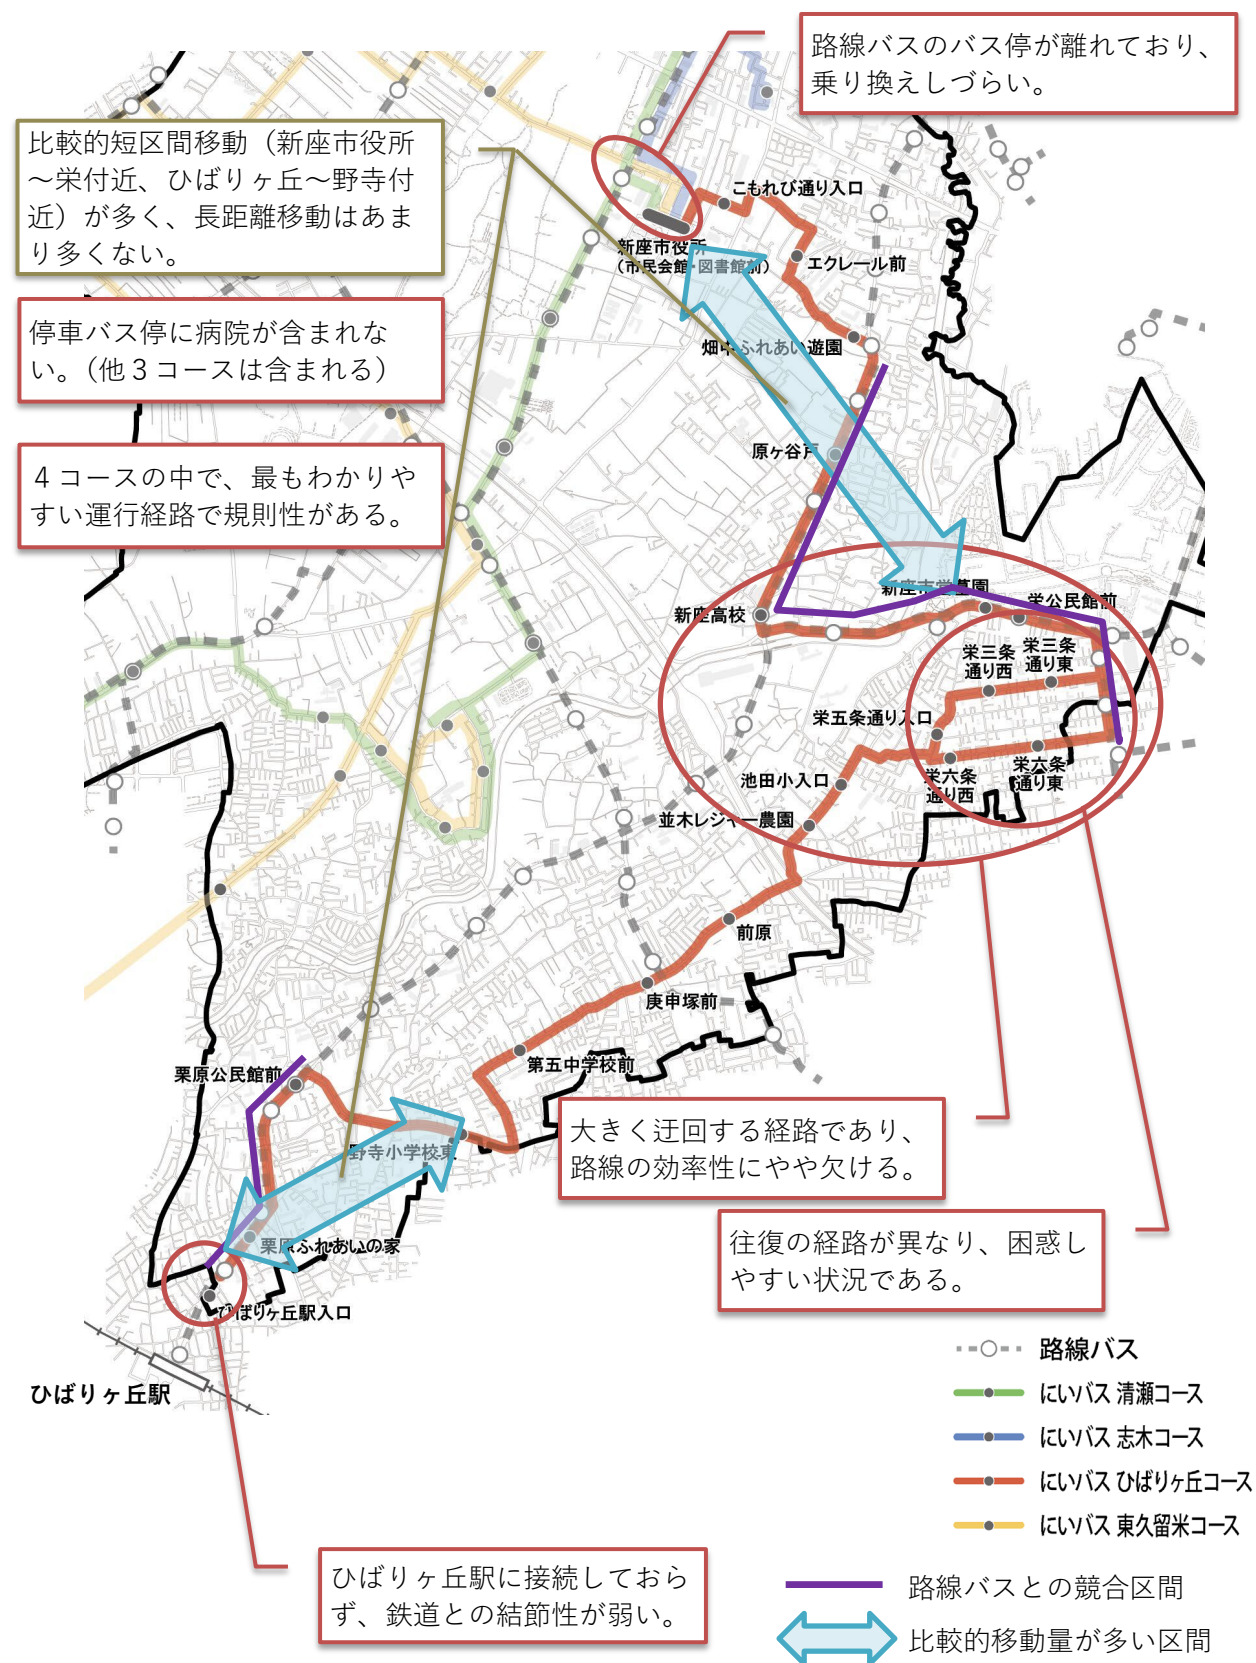 路線バスのバス停が離れており、
乗り換えしづらい。
比較的短区間移動（新座市役所
～栄付近、ひばりヶ丘～野寺付
近）が多く、長距離移動はあま
り多くない。
停車バス停に病院が含まれな
い。（他３コースは含まれる）
４コースの中で、最もわかりや
すい運行経路で規則性がある。
こもれび通り入口
新座市役所
（市民会館・図書館前）
エクレール前
畑中ふれあい遊園
原ヶ谷戸
新座市営墓園
新座高校
栄公民館前
栄三条
通り西
栄三条
通り東
栄五条通り入口
栄六条
通り西
栄六条
通り東
池田小入口
並木レジャー農園
前原
庚申塚前
第五中学校前
栗原公民館前
野寺小学校東
栗原ふれあいの家
ひばりヶ丘駅入口
ひばりヶ丘駅
大きく迂回する経路であり、
路線の効率性にやや欠ける。
往復の経路が異なり、困惑し
やすい状況である。
ひばりヶ丘駅に接続しておら
ず、鉄道との結節性が弱い。
路線バス
にいバス 清瀬コース
にいバス 志木コース
にいバス ひばりヶ丘コース
にいバス 東久留米コース
路線バスとの競合区間
比較的移動量が多い区間